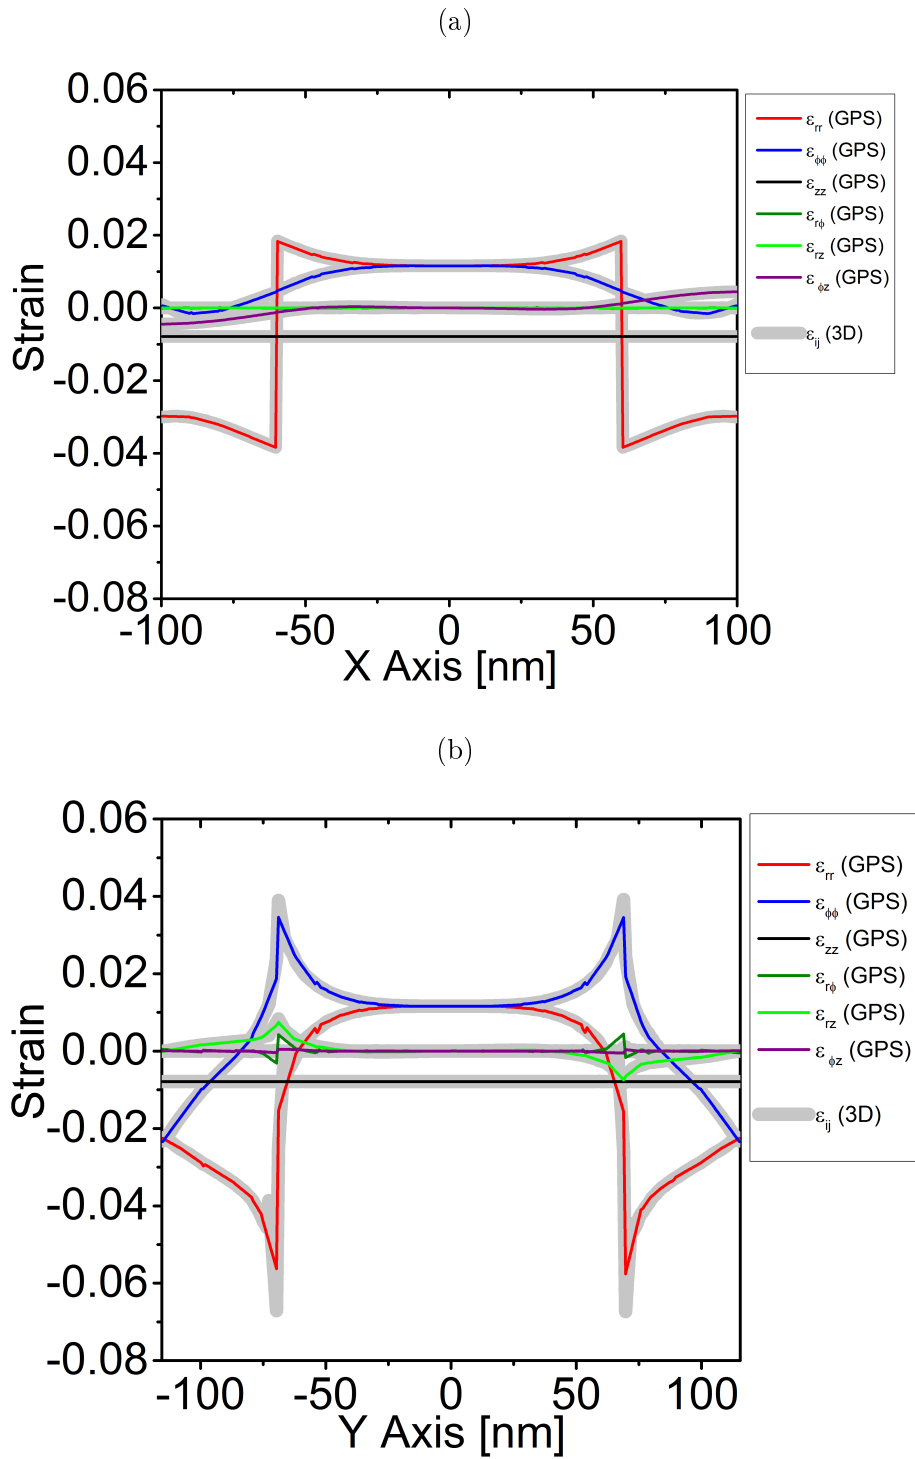 (a)
0.06
0.04
0.02
0.00
-0.02
-0.04
-0.06
-0.08
Strain
-100
-50
0
50
100
X Axis [nm]
εrr (GPS)
εϕϕ (GPS)
εzz (GPS)
εrϕ (GPS)
εrz (GPS)
εϕz (GPS)
εij (3D)
(b)
0.06
0.04
0.02
0.00
-0.02
-0.04
-0.06
-0.08
Strain
-100
-50
0
50
100
Y Axis [nm]
εrr (GPS)
εϕϕ (GPS)
εzz (GPS)
εrϕ (GPS)
εrz (GPS)
εϕz (GPS)
εij (3D)